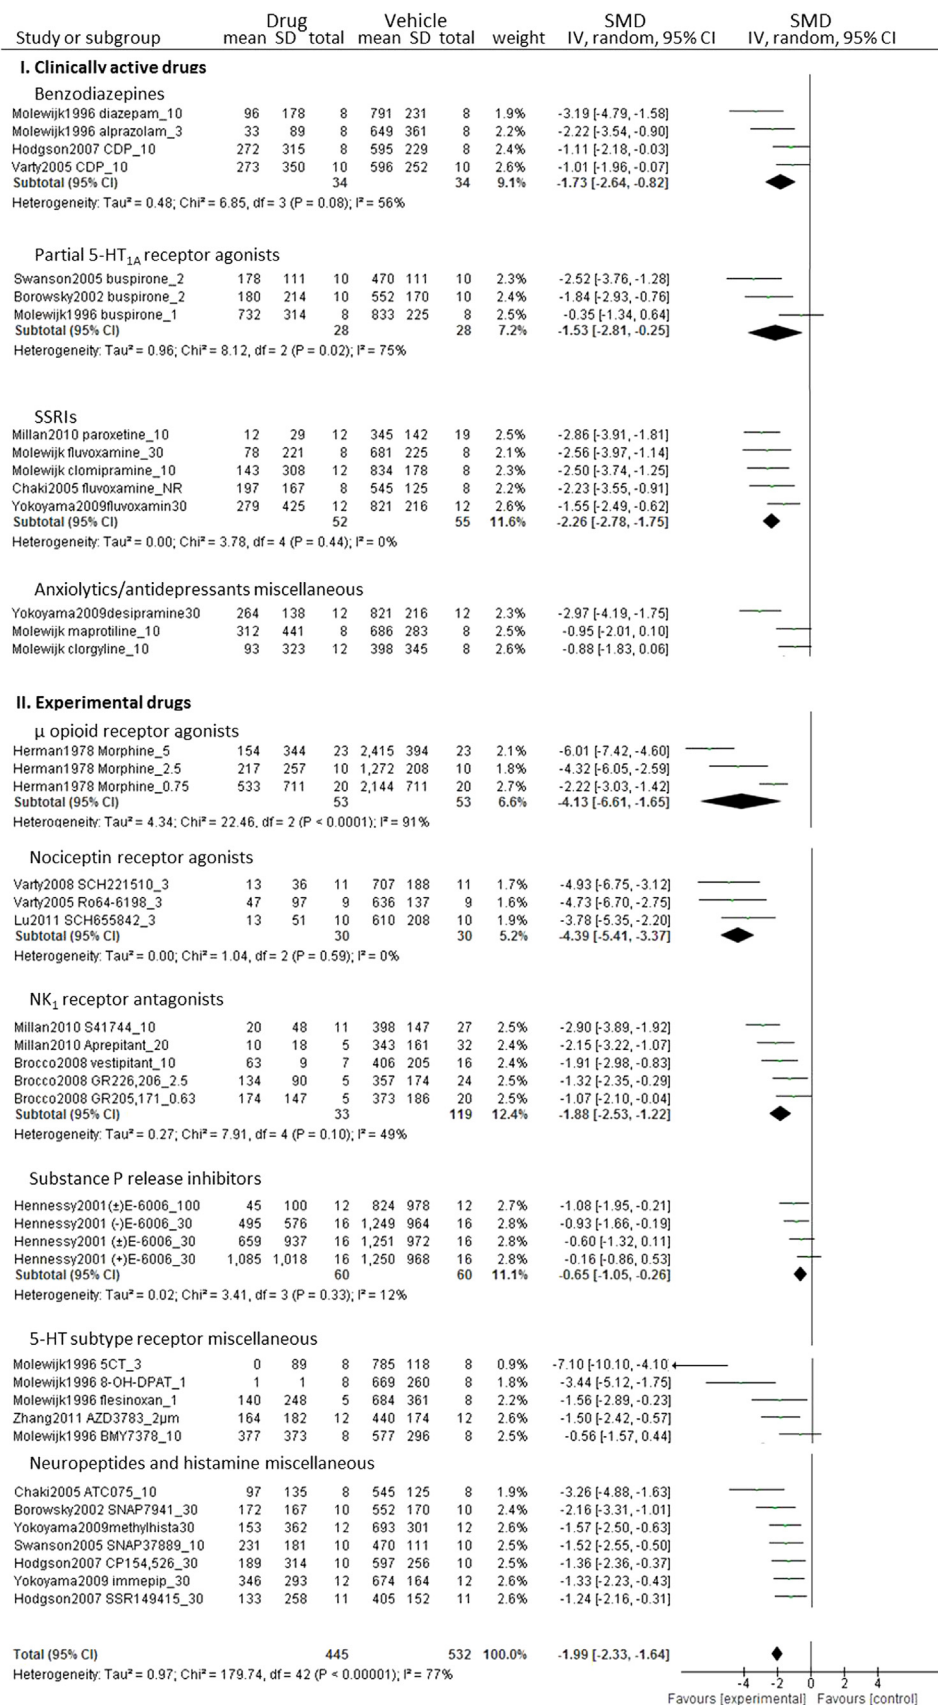 Drug Vehicle SMD SMD
Study or subgroup mean SD total mean SD total weight IV, random, 95% CI IV, random, 95% CI
I. Clinically active drugs
Benzodiazepines
Molewijk1996 diazepam_10 96 178 8 791 231 8 1.9% -3.19 [-4.79, -1.58]
Molewijk1996 alprazolam_3 33 89 8 649 361 8 2.2% -2.22 [-3.54, -0.90]
Hodgson2007 CDP_10 272 315 8 595 229 8 2.4% -1.11 [-2.18, -0.03]
Varty2005 CDP_10 273 350 10 596 252 10 2.6% -1.01 [-1.96, -0.07]
Subtotal (95% CI) 34 34 9.1% -1.73 [-2.64, -0.82]
Heterogeneity: Tau² = 0.48; Chi² = 6.85, df = 3 (P = 0.08); I² = 56%
Partial 5-HT1A receptor agonists
Swanson2005 buspirone_2 178 111 10 470 111 10 2.3% -2.52 [-3.76, -1.28]
Borowsky2002 buspirone_2 180 214 10 552 170 10 2.4% -1.84 [-2.93, -0.76]
Molewijk1996 buspirone_1 732 314 8 833 225 8 2.5% -0.35 [-1.34, 0.64]
Subtotal (95% CI) 28 28 7.2% -1.53 [-2.81, -0.25]
Heterogeneity: Tau² = 0.96; Chi² = 8.12, df = 2 (P = 0.02); I² = 75%
SSRIs
Millan2010 paroxetine_10 12 29 12 345 142 19 2.5% -2.86 [-3.91, -1.81]
Molewijk fluvoxamine_30 78 221 8 681 225 8 2.1% -2.56 [-3.97, -1.14]
Molewijk clomipramine_10 143 308 12 834 178 8 2.3% -2.50 [-3.74, -1.25]
Chaki2005 fluvoxamine_NR 197 167 8 545 125 8 2.2% -2.23 [-3.55, -0.91]
Yokoyama2009fluvoxamin30 279 425 12 821 216 12 2.6% -1.55 [-2.49, -0.62]
Subtotal (95% CI) 52 55 11.6% -2.26 [-2.78, -1.75]
Heterogeneity: Tau² = 0.00; Chi² = 3.78, df = 4 (P = 0.44); I² = 0%
Anxiolytics/antidepressants miscellaneous
Yokoyama2009desipramine30 264 138 12 821 216 12 2.3% -2.97 [-4.19, -1.75]
Molewijk maprotiline_10 312 441 8 686 283 8 2.5% -0.95 [-2.01, 0.10]
Molewijk clorgyline_10 93 323 12 398 345 8 2.6% -0.88 [-1.83, 0.06]
II. Experimental drugs
µ opioid receptor agonists
Herman1978 Morphine_5 154 344 23 2,415 394 23 2.1% -6.01 [-7.42, -4.60]
Herman1978 Morphine_2.5 217 257 10 1,272 208 10 1.8% -4.32 [-6.05, -2.59]
Herman1978 Morphine_0.75 533 711 20 2,144 711 20 2.7% -2.22 [-3.03, -1.42]
Subtotal (95% CI) 53 53 6.6% -4.13 [-6.61, -1.65]
Heterogeneity: Tau² = 4.34; Chi² = 22.46, df = 2 (P < 0.0001); I² = 91%
Nociceptin receptor agonists
Varty2008 SCH221510_3 13 36 11 707 188 11 1.7% -4.93 [-6.75, -3.12]
Varty2005 Ro64-6198_3 47 97 9 636 137 9 1.6% -4.73 [-6.70, -2.75]
Lu2011 SCH655842_3 13 51 10 610 208 10 1.9% -3.78 [-5.35, -2.20]
Subtotal (95% CI) 30 30 5.2% -4.39 [-5.41, -3.37]
Heterogeneity: Tau² = 0.00; Chi² = 1.04, df = 2 (P = 0.59); I² = 0%
NK1 receptor antagonists
Millan2010 S41744_10 20 48 11 398 147 27 2.5% -2.90 [-3.89, -1.92]
Millan2010 Aprepitant_20 10 18 5 343 161 32 2.4% -2.15 [-3.22, -1.07]
Brocco2008 vestipitant_10 63 9 7 406 205 16 2.4% -1.91 [-2.98, -0.83]
Brocco2008 GR226,206_2.5 134 90 5 357 174 24 2.5% -1.32 [-2.35, -0.29]
Brocco2008 GR205,171_0.63 174 147 5 373 186 20 2.5% -1.07 [-2.10, -0.04]
Subtotal (95% CI) 33 119 12.4% -1.88 [-2.53, -1.22]
Heterogeneity: Tau² = 0.27; Chi² = 7.91, df = 4 (P = 0.10); I² = 49%
Substance P release inhibitors
Hennessy2001(±)E-6006_100 45 100 12 824 978 12 2.7% -1.08 [-1.95, -0.21]
Hennessy2001 (-)E-6006_30 495 576 16 1,249 964 16 2.8% -0.93 [-1.66, -0.19]
Hennessy2001 (±)E-6006_30 659 937 16 1,251 972 16 2.8% -0.60 [-1.32, 0.11]
Hennessy2001 (+)E-6006_30 1,085 1,018 16 1,250 968 16 2.8% -0.16 [-0.86, 0.53]
Subtotal (95% CI) 60 60 11.1% -0.65 [-1.05, -0.26]
Heterogeneity: Tau² = 0.02; Chi² = 3.41, df = 3 (P = 0.33); I² = 12%
5-HT subtype receptor miscellaneous
Molewijk1996 5CT_3 0 89 8 785 118 8 0.9% -7.10 [-10.10, -4.10]
Molewijk1996 8-OH-DPAT_1 1 1 8 669 260 8 1.8% -3.44 [-5.12, -1.75]
Molewijk1996 flesinoxan_1 140 248 5 684 361 8 2.2% -1.56 [-2.89, -0.23]
Zhang2011 AZD3783_2µm 164 182 12 440 174 12 2.6% -1.50 [-2.42, -0.57]
Molewijk1996 BMY7378_10 377 373 8 577 296 8 2.5% -0.56 [-1.57, 0.44]
Neuropeptides and histamine miscellaneous
Chaki2005 ATC075_10 97 135 8 545 125 8 1.9% -3.26 [-4.88, -1.63]
Borowsky2002 SNAP7941_30 172 167 10 552 170 10 2.4% -2.16 [-3.31, -1.01]
Yokoyama2009methylhista30 153 362 12 693 301 12 2.6% -1.57 [-2.50, -0.63]
Swanson2005 SNAP37889_10 231 181 10 470 111 10 2.4% -1.52 [-2.55, -0.50]
Hodgson2007 CP154,526_30 189 314 10 597 256 10 2.5% -1.36 [-2.36, -0.37]
Yokoyama2009 immepip_30 346 293 12 674 164 12 2.6% -1.33 [-2.23, -0.43]
Hodgson2007 SSR149415_30 133 258 11 405 152 11 2.6% -1.24 [-2.16, -0.31]
Total (95% CI) 445 532 100.0% -1.99 [-2.33, -1.64]
Heterogeneity: Tau² = 0.97; Chi² = 179.74, df = 42 (P < 0.00001); I² = 77%
-4 -2 0 2 4
Favours [experimental] Favours [control]